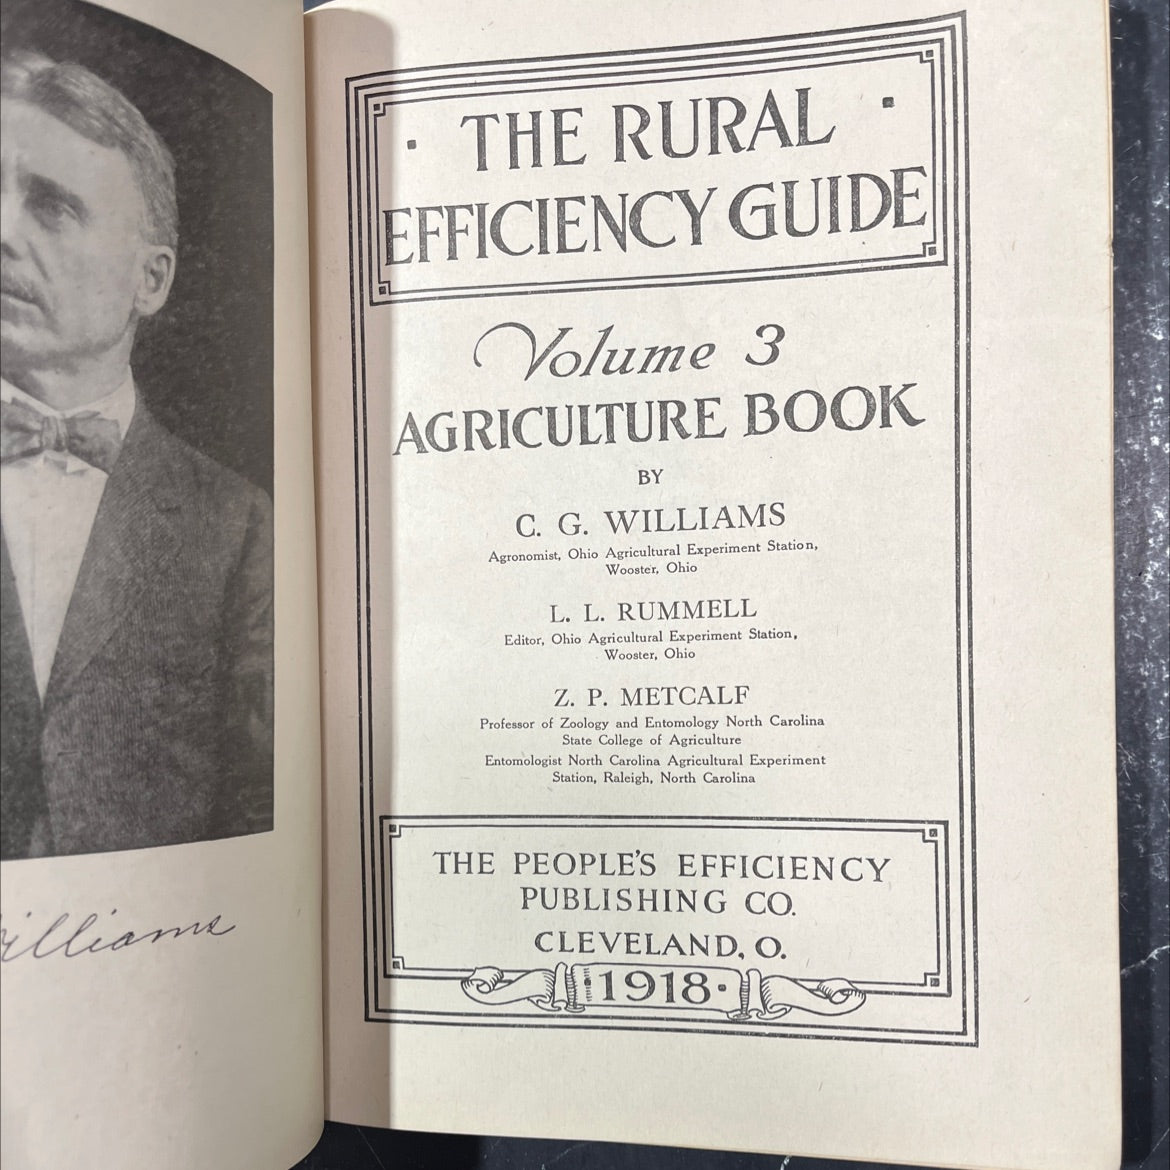 THE RURAL
EFFICIENCY GUIDE
Volume 3
AGRICULTURE BOOK
BY
C. G. WILLIAMS
Agronomist, Ohio Agricultural Experiment Station,
Wooster, Ohio
L. L. RUMMELL
Editor, Ohio Agricultural Experiment Station,
Wooster, Ohio
Z. P. METCALF
Professor of Zoology and Entomology North Carolina
State College of Agriculture
Entomologist North Carolina Agricultural Experiment
Station, Raleigh, North Carolina
THE PEOPLE'S EFFICIENCY
PUBLISHING CO.
CLEVELAND, O.
1918
Williams